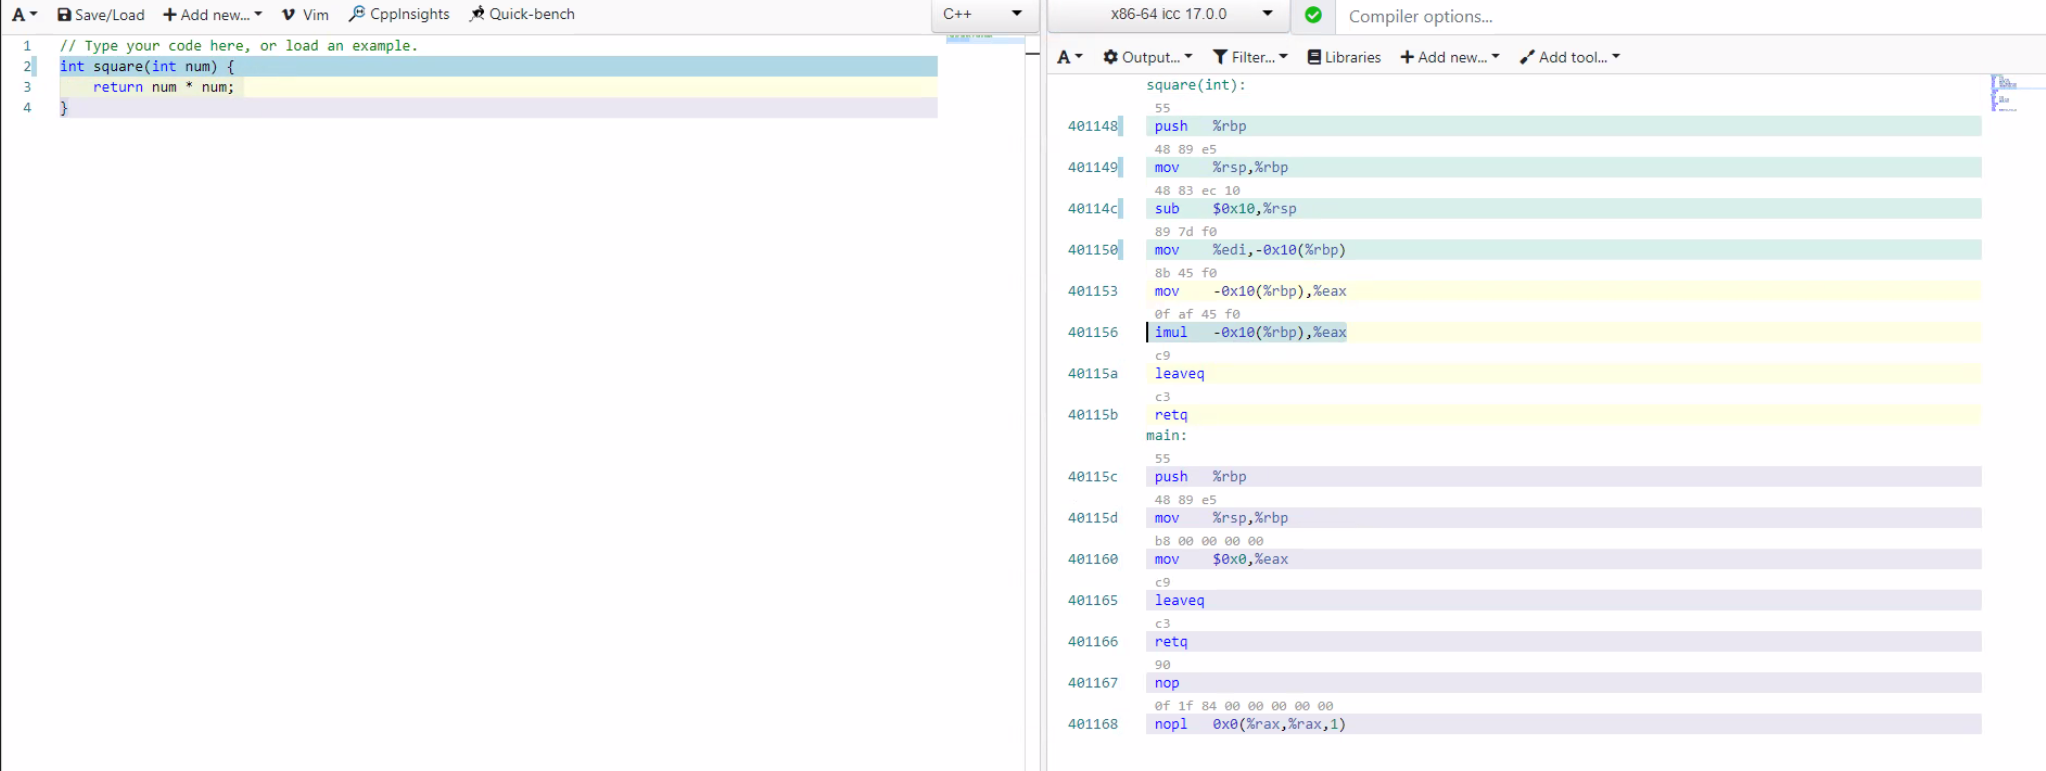 A Save/Load Add new... Vim CppInsights Quick-bench C++
1 // Type your code here, or load an example.
2 int square(int num) {
3 return num * num;
4 }
x86-64 icc 17.0.0 Compiler options...
A Output... Filter... Libraries Add new... Add tool...
square(int):
55
401148 push %rbp
48 89 e5
401149 mov %rsp,%rbp
48 83 ec 10
40114c sub $0x10,%rsp
89 7d f0
401150 mov %edi,-0x10(%rbp)
8b 45 f0
401153 mov -0x10(%rbp),%eax
0f af 45 f0
401156 imul -0x10(%rbp),%eax
c9
40115a leaveq
c3
40115b retq
main:
55
40115c push %rbp
48 89 e5
40115d mov %rsp,%rbp
b8 00 00 00 00
401160 mov $0x0,%eax
c9
401165 leaveq
c3
401166 retq
90
401167 nop
0f 1f 84 00 00 00 00 00
401168 nopl 0x0(%rax,%rax,1)